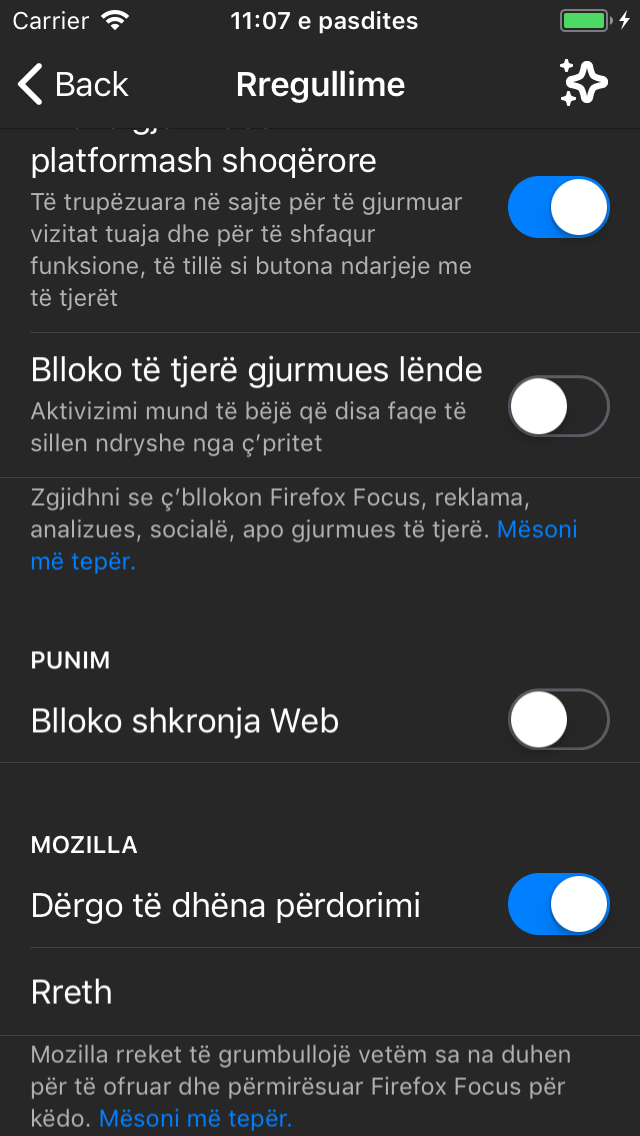 Carrier 11:07 e pasdites
Back Rregullime
platformash shoqërore
Të trupëzuara në sajte për të gjurmuar
vizitat tuaja dhe për të shfaqur
funksione, të tillë si butona ndarjeje me
të tjerët
Blloko të tjerë gjurmues lënde
Aktivizimi mund të bëjë që disa faqe të
sillen ndryshe nga ç’pritet
Zgjidhni se ç’bllokon Firefox Focus, reklama,
analizues, socialë, apo gjurmues të tjerë. Mësoni
më tepër.
PUNIM
Blloko shkronja Web
MOZILLA
Dërgo të dhëna përdorimi
Rreth
Mozilla rreket të grumbullojë vetëm sa na duhen
për të ofruar dhe përmirësuar Firefox Focus për
këdo. Mësoni më tepër.